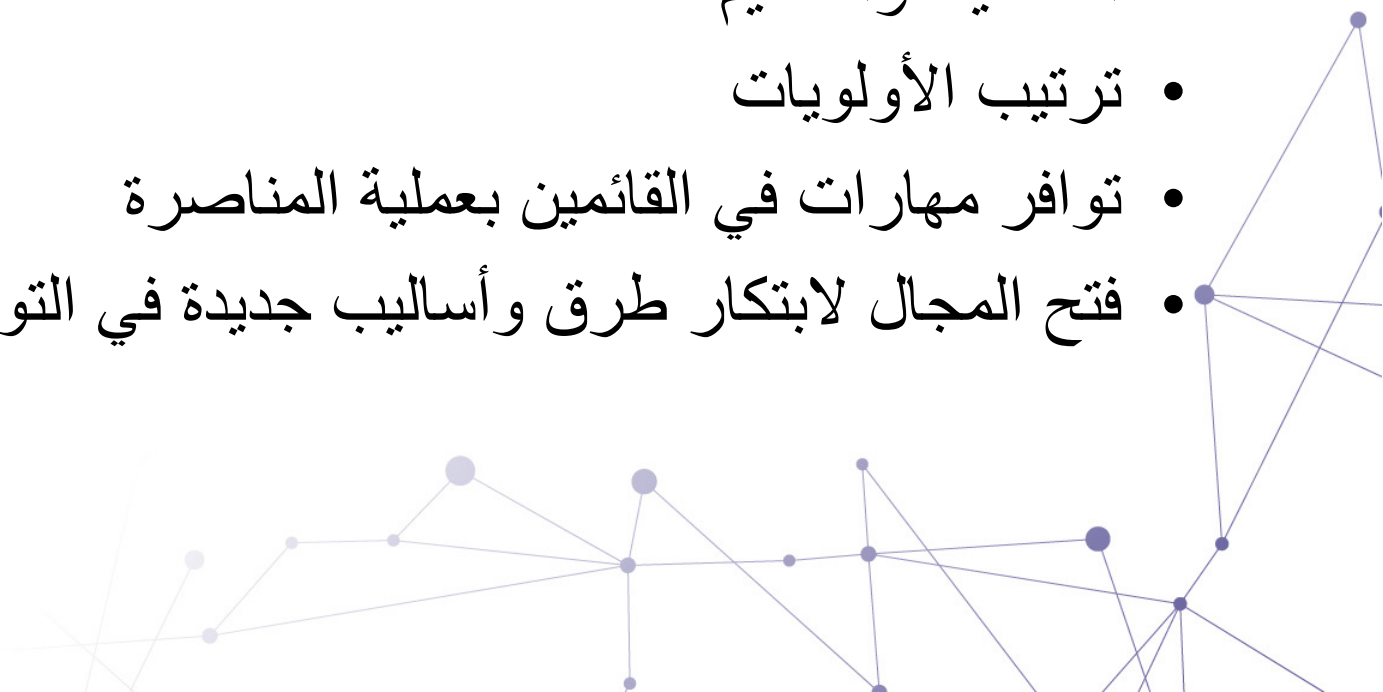 • ترتيب الأولويات
• توافر مهارات في القائمين بعملية المناصرة
• فتح المجال لابتكار طرق وأساليب جديدة في